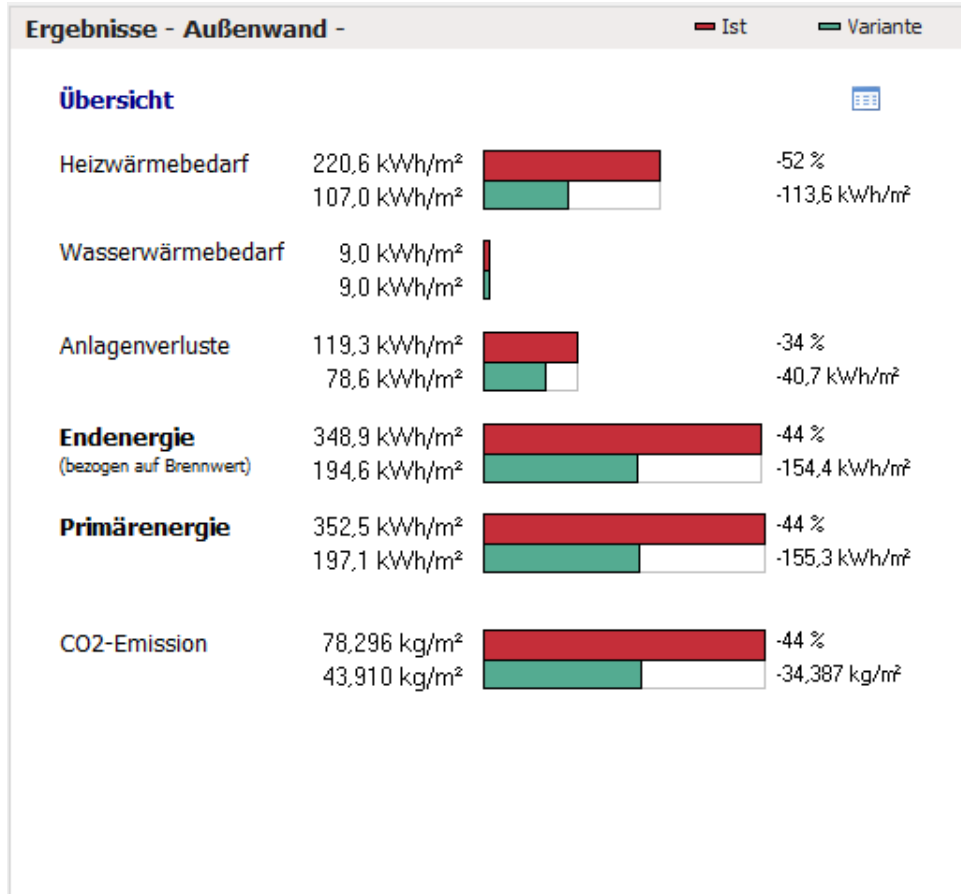 Ergebnisse - Außenwand -
Ist
Variante
Übersicht
Heizwärmebedarf 220,6 kWh/m² -52 %
107,0 kWh/m² -113,6 kWh/m²
Wasserwärmebedarf 9,0 kWh/m²
9,0 kWh/m²
Anlagenverluste 119,3 kWh/m² -34 %
78,6 kWh/m² -40,7 kWh/m²
Endenergie 348,9 kWh/m² -44 %
(bezogen auf Brennwert) 194,6 kWh/m² -154,4 kWh/m²
Primärenergie 352,5 kWh/m² -44 %
197,1 kWh/m² -155,3 kWh/m²
CO2-Emission 78,296 kg/m² -44 %
43,910 kg/m² -34,387 kg/m²